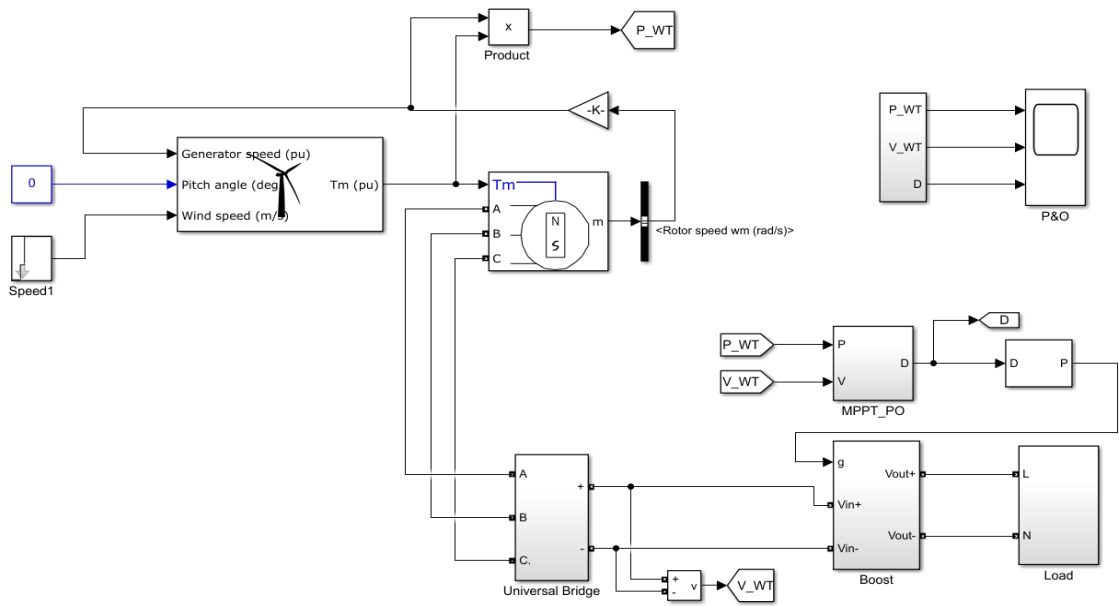 x
Product
P_WT
-K-
Generator speed (pu)
Pitch angle (deg
Wind speed (m/s)
Tm (pu)
0
Speed1
Tm
A
B
C
N
S
m
<Rotor speed wm (rad/s)>
P_WT
V_WT
D
P&O
P_WT
V_WT
P
V
D
MPPT_PO
D
D
P
A
B
C.
+
-
Universal Bridge
+
-
v
V_WT
g
Vin+
Vin-
Vout+
Vout-
Boost
L
N
Load